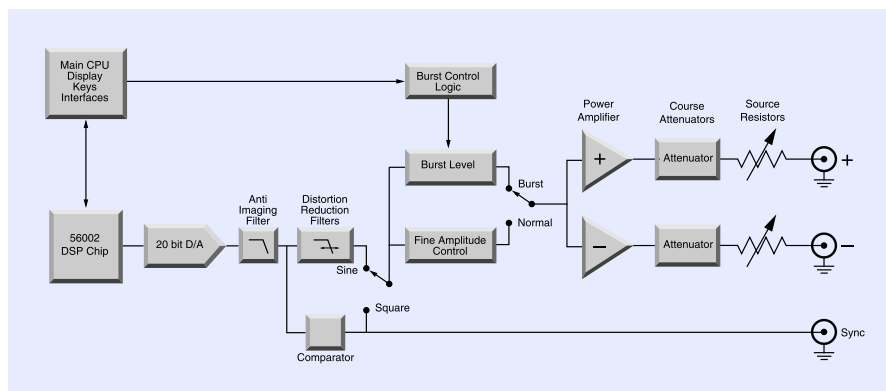 Main CPU
Display
Keys
Interfaces
Burst Control
Logic
Power
Amplifier
Course
Attenuators
Source
Resistors
Burst Level
Burst
+
Attenuator
+
56002
DSP Chip
20 bit D/A
Anti
Imaging
Filter
Distortion
Reduction
Filters
Sine
Fine Amplitude
Control
Normal
−
Attenuator
−
Square
Comparator
Sync